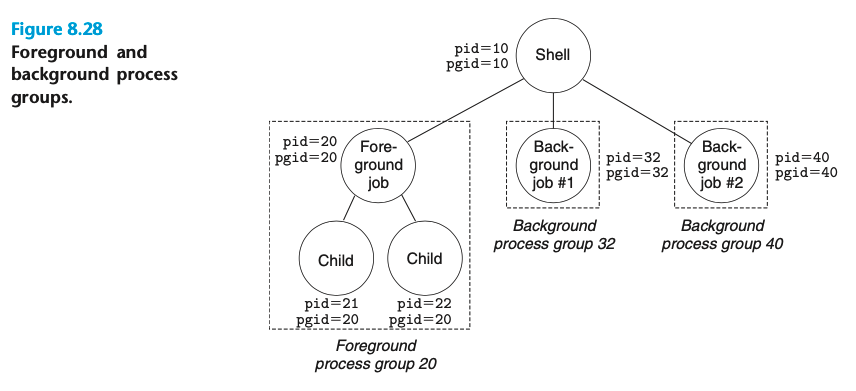 Figure 8.28
Foreground and
background process
groups.
pid=10
pgid=10
Shell
pid=20
pgid=20
Fore-
ground
job
Back-
ground
job #1
pid=32
pgid=32
Back-
ground
job #2
pid=40
pgid=40
Background
process group 32
Background
process group 40
Child
Child
pid=21
pgid=20
pid=22
pgid=20
Foreground
process group 20